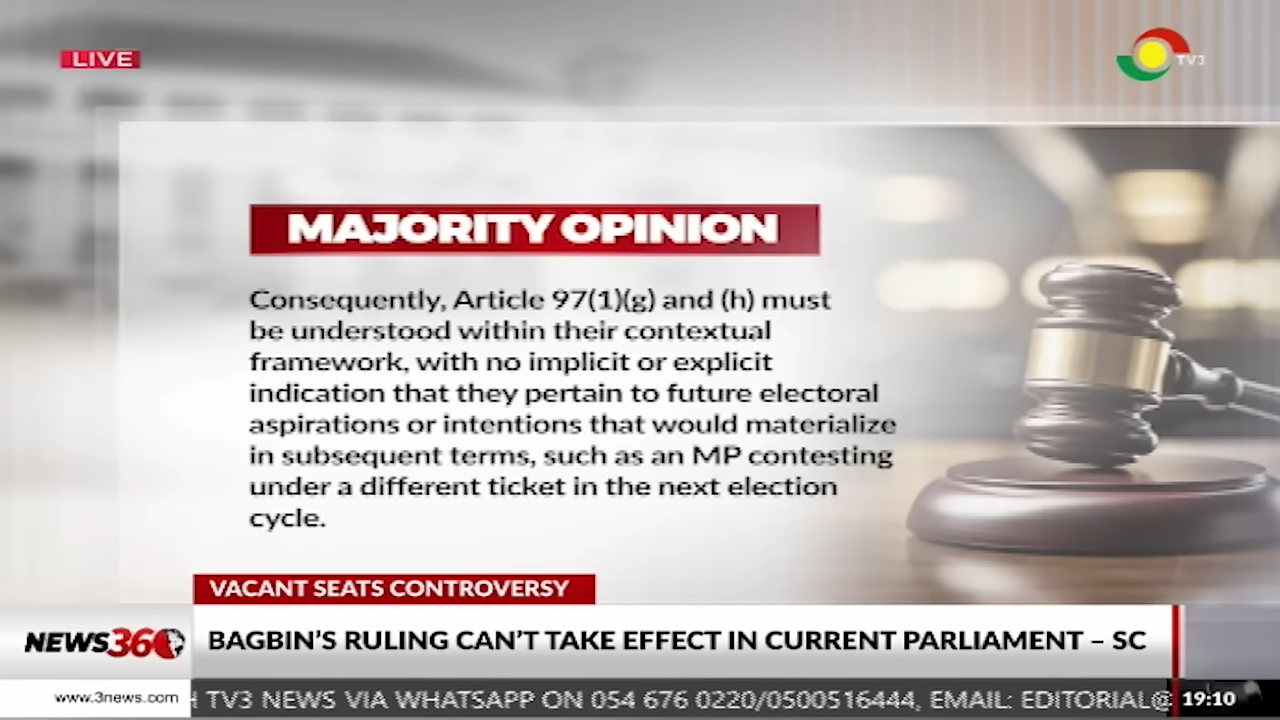 LIVE
TV3
MAJORITY OPINION
Consequently, Article 97(1)(g) and (h) must
be understood within their contextual
framework, with no implicit or explicit
indication that they pertain to future electoral
aspirations or intentions that would materialize
in subsequent terms, such as an MP contesting
under a different ticket in the next election
cycle.
VACANT SEATS CONTROVERSY
NEWS360
BAGBIN'S RULING CAN'T TAKE EFFECT IN CURRENT PARLIAMENT – SC
www.3news.com
TV3 NEWS VIA WHATSAPP ON 054 676 0220/0500516444, EMAIL: EDITORIAL@
19:10